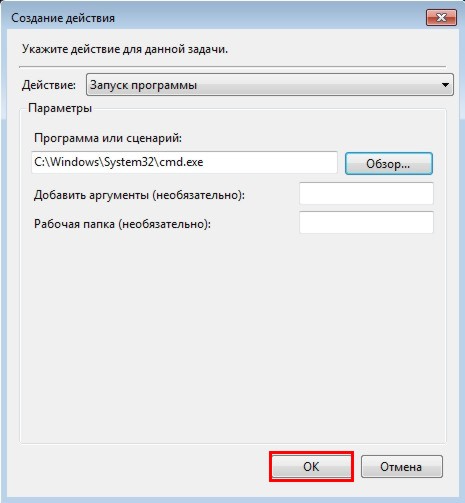 Создание действия
Укажите действие для данной задачи.
Действие: Запуск программы
Параметры
Программа или сценарий:
C:\Windows\System32\cmd.exe Обзор...
Добавить аргументы (необязательно):
Рабочая папка (необязательно):
ОК Отмена